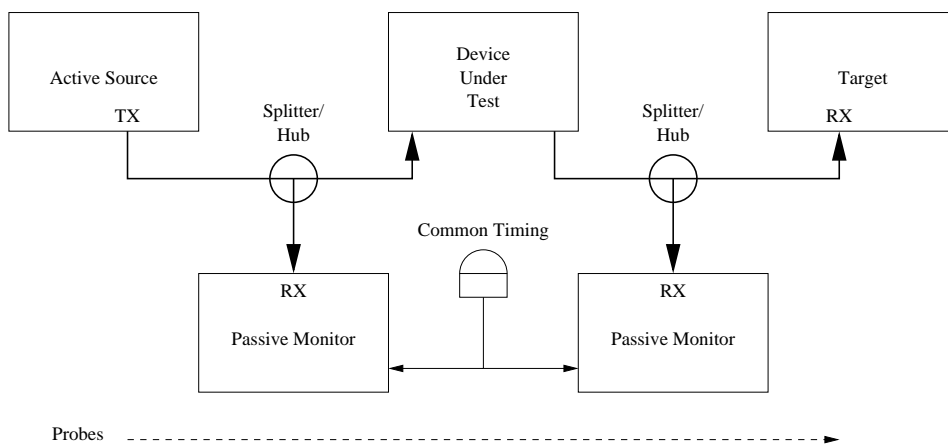 Active Source
TX
Splitter/
Hub
Device
Under
Test
Splitter/
Hub
Target
RX
Common Timing
RX
Passive Monitor
RX
Passive Monitor
Probes